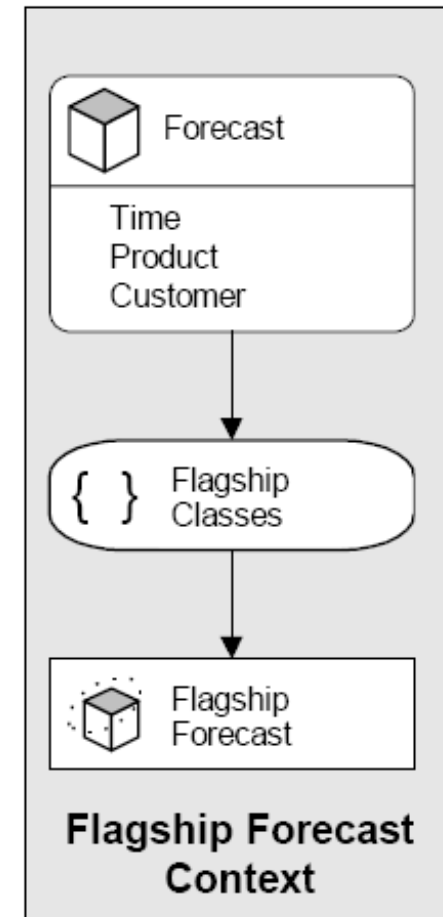 Forecast
Time
Product
Customer
{ } Flagship
Classes
Flagship
Forecast
Flagship Forecast
Context